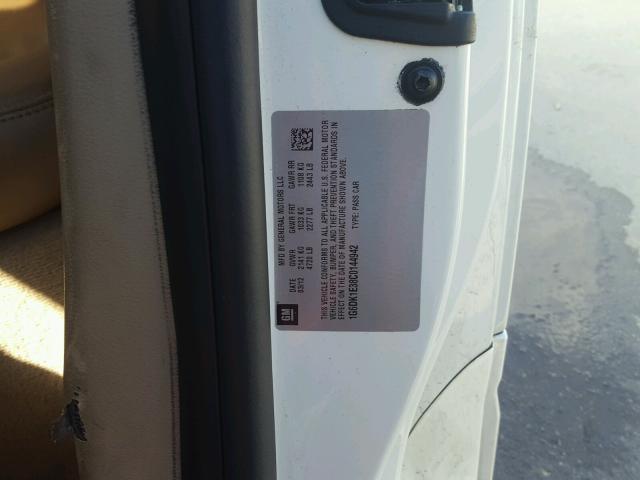 GM
MFD BY GENERAL MOTORS LLC
DATE GVWR GAWR FRT GAWR RR
03/12 2141 KG 1033 KG 1108 KG
4720 LB 2277 LB 2443 LB
THIS VEHICLE CONFORMS TO ALL APPLICABLE U.S. FEDERAL MOTOR
VEHICLE SAFETY, BUMPER, AND THEFT PREVENTION STANDARDS IN
EFFECT ON THE DATE OF MANUFACTURE SHOWN ABOVE.
1G6DK1E38C0144942 TYPE: PASS CAR